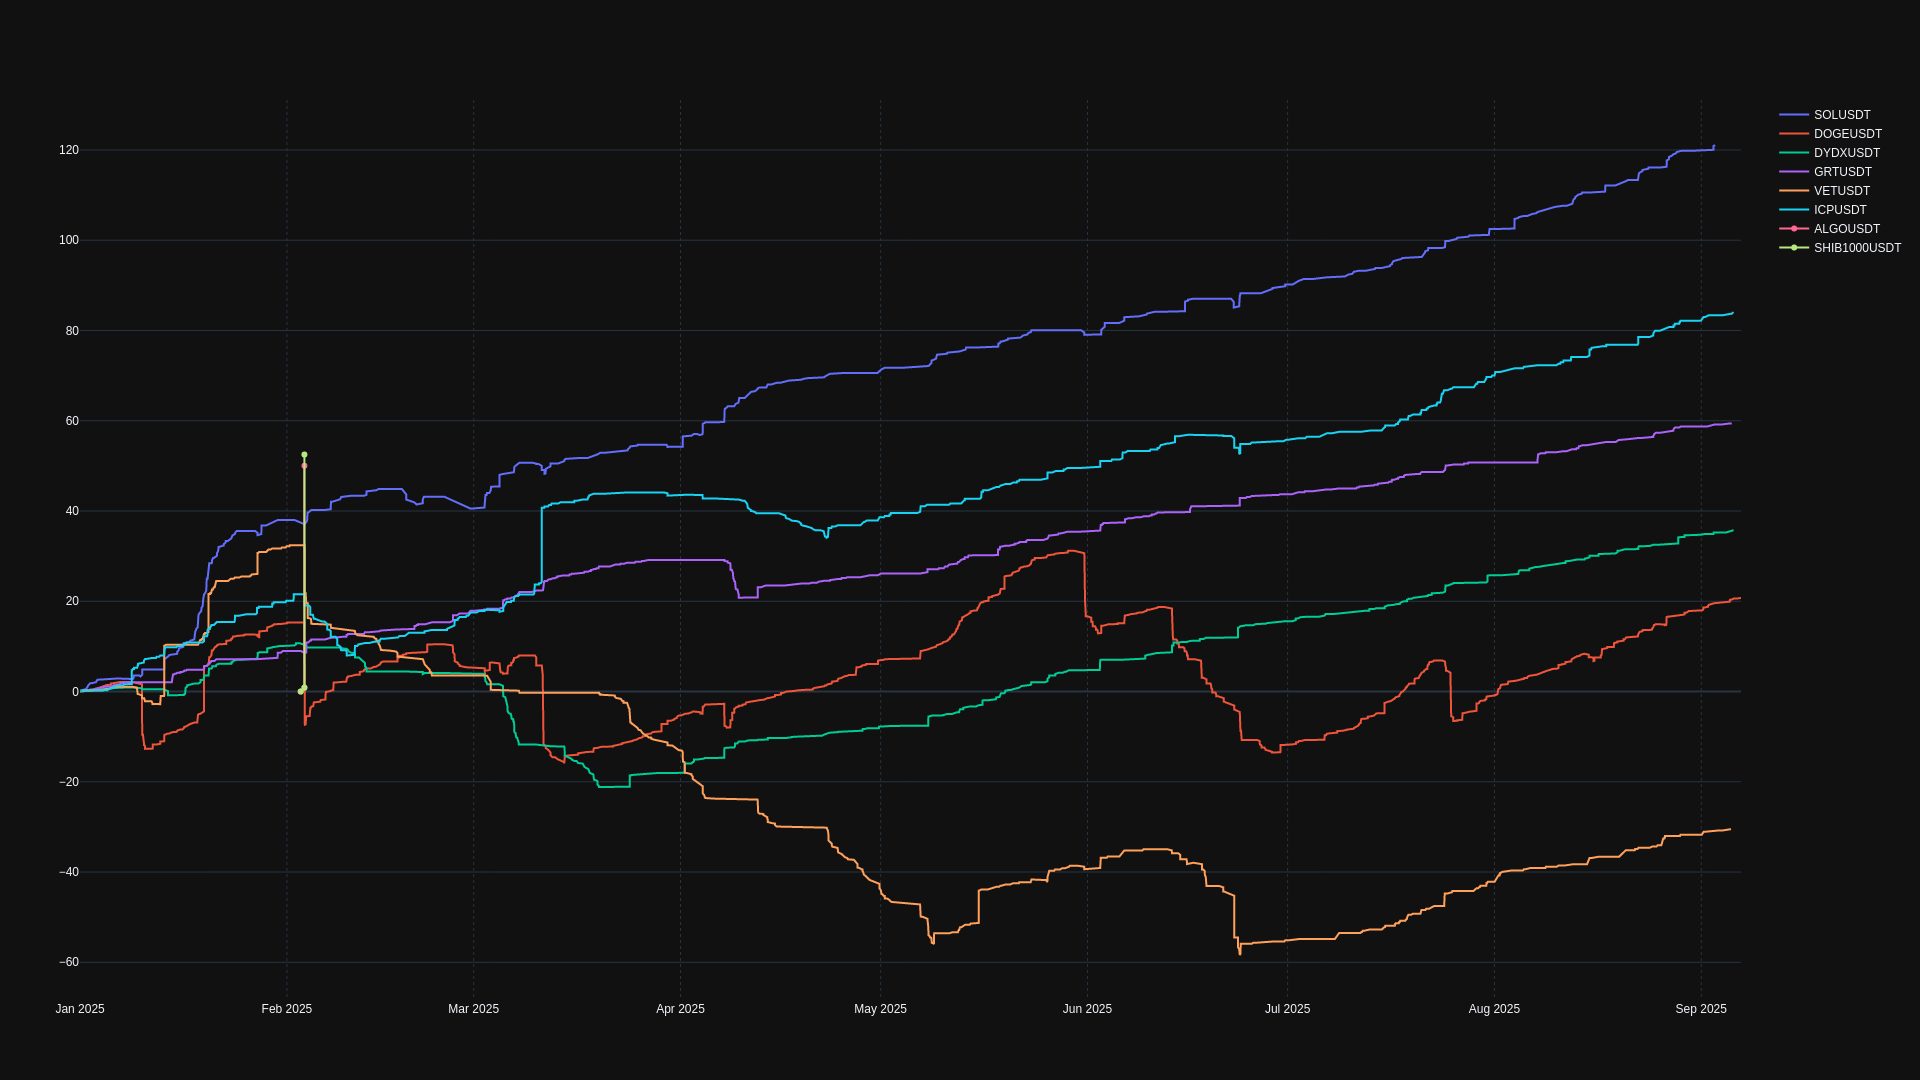 SOLUSDT
DOGEUSDT
DYDXUSDT
GRTUSDT
VETUSDT
ICPUSDT
ALGOUSDT
SHIB1000USDT
120
100
80
60
40
20
0
−20
−40
−60
Jan 2025 Feb 2025 Mar 2025 Apr 2025 May 2025 Jun 2025 Jul 2025 Aug 2025 Sep 2025